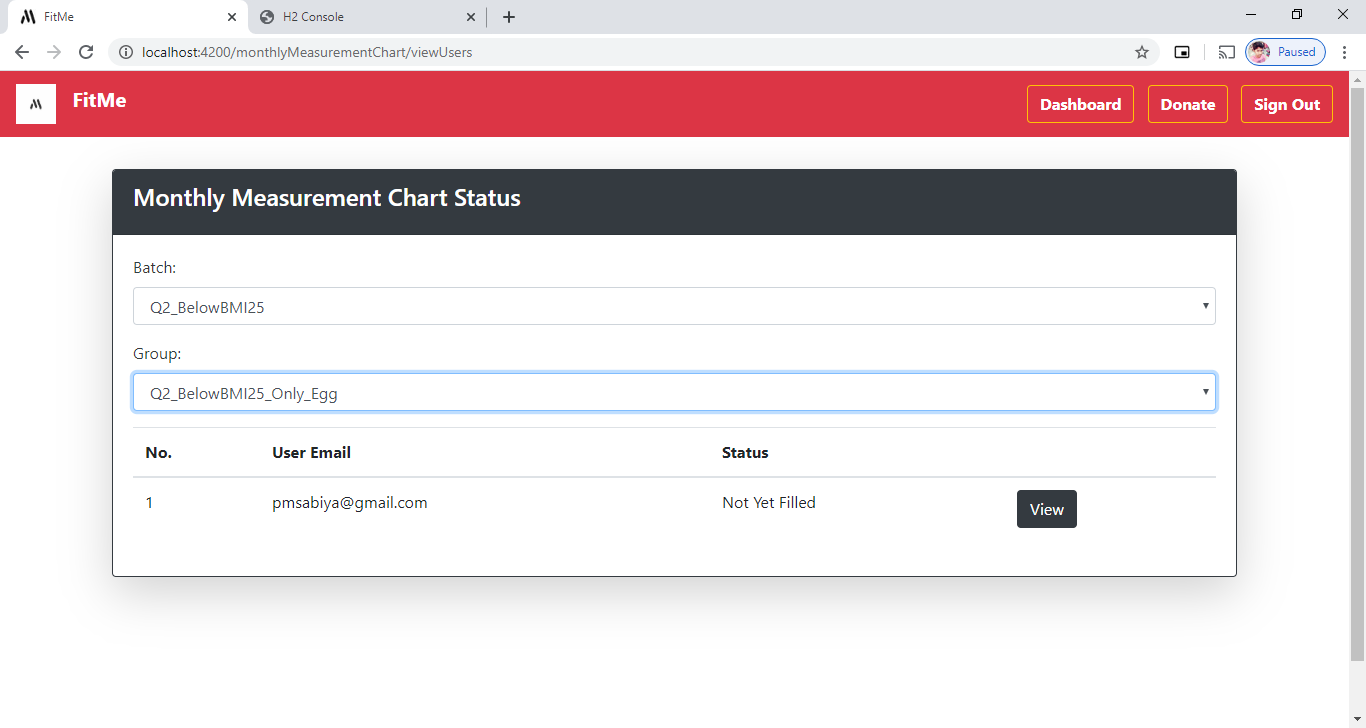 FitMe
H2 Console
localhost:4200/monthlyMeasurementChart/viewUsers
Paused
FitMe
Dashboard
Donate
Sign Out
Monthly Measurement Chart Status
Batch:
Q2_BelowBMI25
Group:
Q2_BelowBMI25_Only_Egg
No. User Email Status
1 pmsabiya@gmail.com Not Yet Filled View